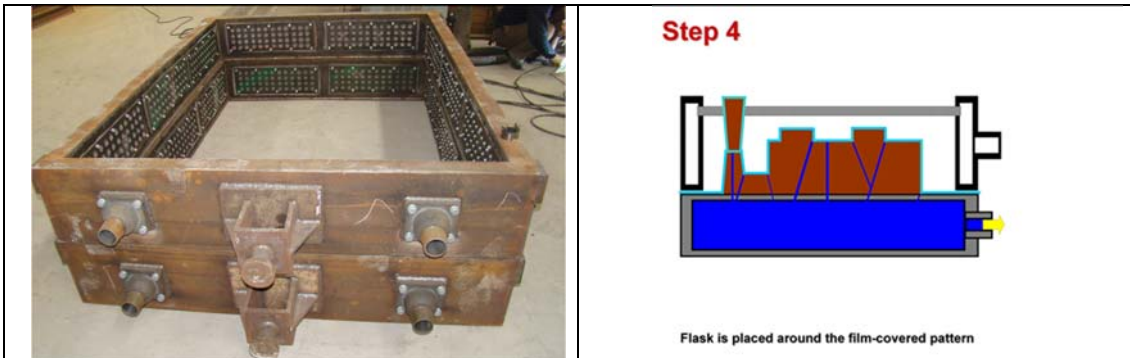 Step 4
Flask is placed around the film-covered pattern